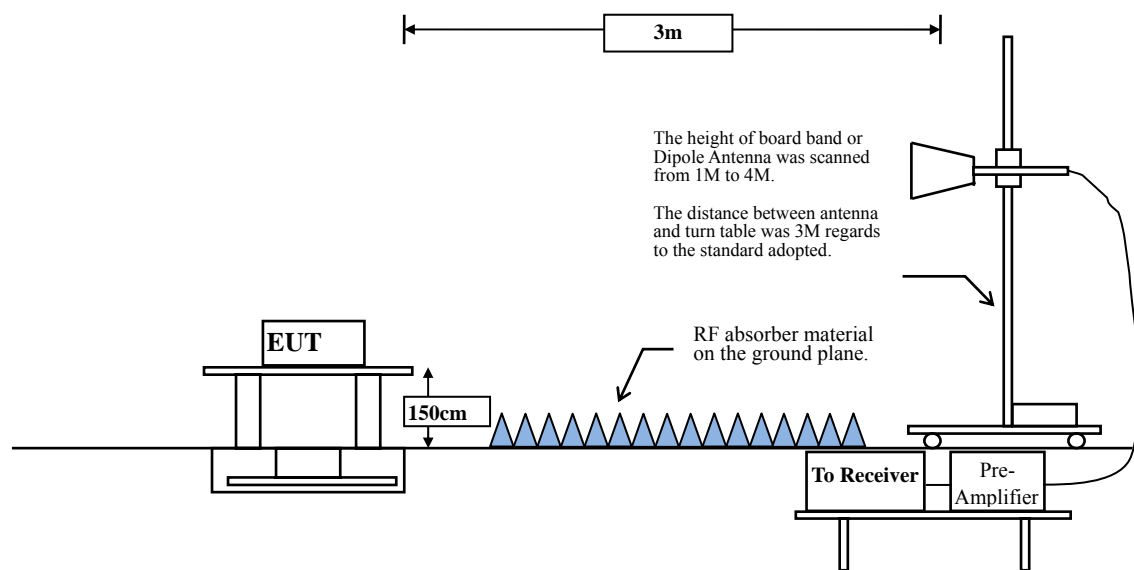 3m
The height of board band or
Dipole Antenna was scanned
from 1M to 4M.
The distance between antenna
and turn table was 3M regards
to the standard adopted.
EUT
RF absorber material
on the ground plane.
150cm
To Receiver
Pre-
Amplifier